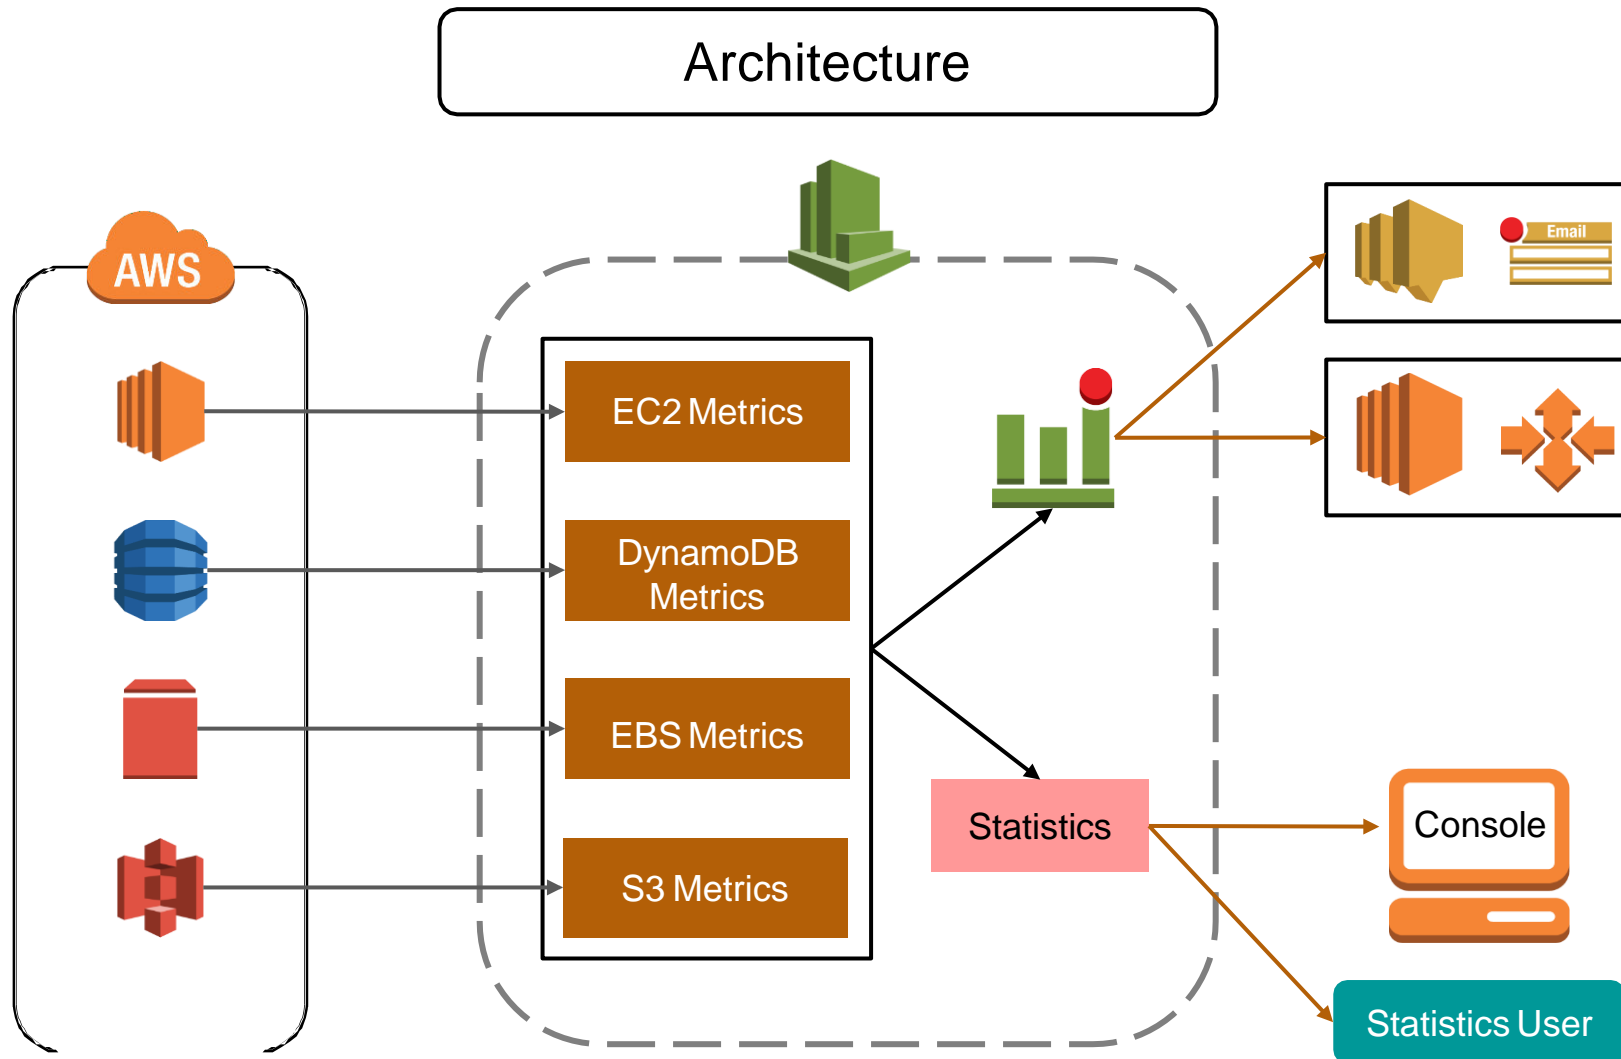 Architecture
AWS
Email
EC2 Metrics
DynamoDB
Metrics
EBS Metrics
Statistics
Console
S3 Metrics
Statistics User